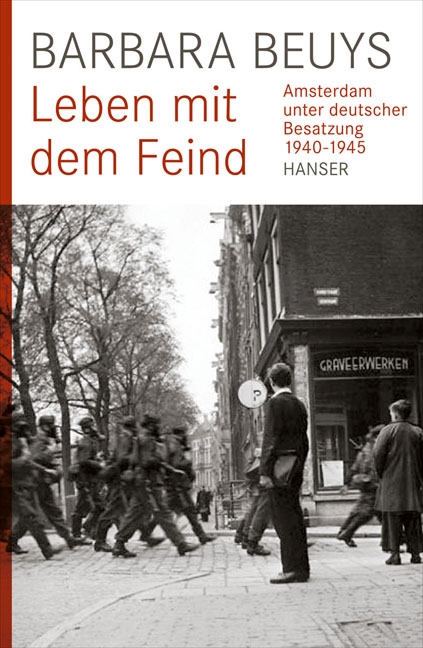 BARBARA BEUYS
Leben mit
dem Feind
Amsterdam
unter deutscher
Besatzung
1940-1945
HANSER
GRAVEERWERKEN
P